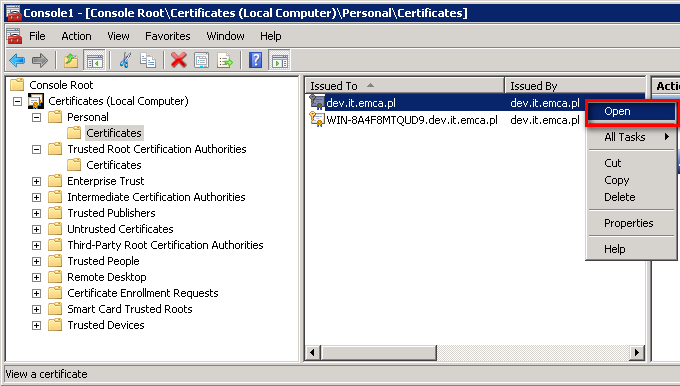 Console1 - [Console Root\Certificates (Local Computer)\Personal\Certificates]
File Action View Favorites Window Help
Console Root
Certificates (Local Computer)
Personal
Certificates
Trusted Root Certification Authorities
Certificates
Enterprise Trust
Intermediate Certification Authorities
Trusted Publishers
Untrusted Certificates
Third-Party Root Certification Authorities
Trusted People
Remote Desktop
Certificate Enrollment Requests
Smart Card Trusted Roots
Trusted Devices
Issued To Issued By
dev.it.emca.pl dev.it.emca.pl
WIN-8A4F8MTQUD9.dev.it.emca.pl dev.it.emca.pl
Actio
Open
All Tasks
Cut
Copy
Delete
Properties
Help
View a certificate